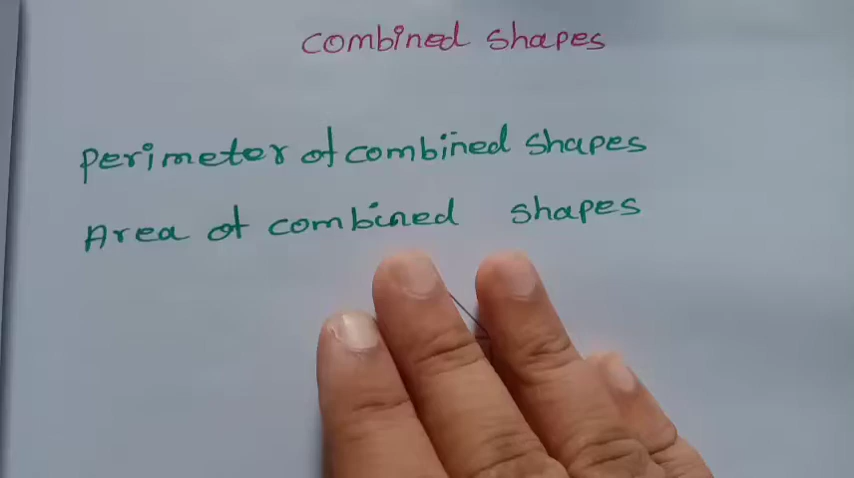 combined shapes
perimeter of combined shapes
Area of combined shapes